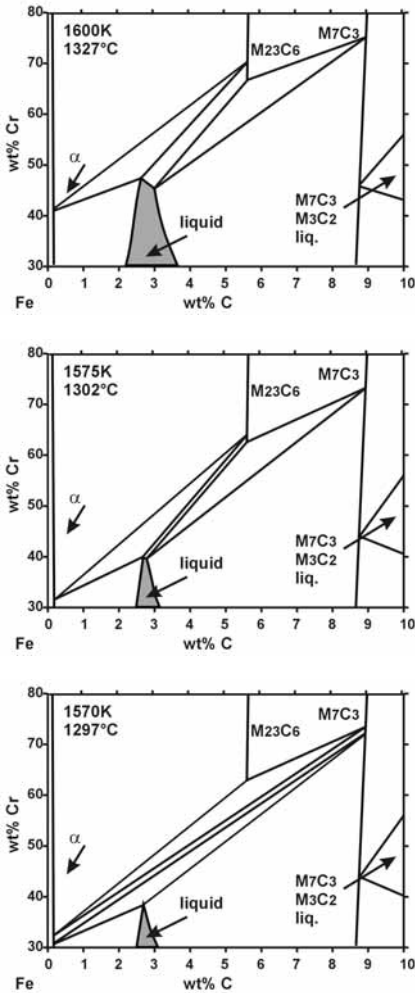 80
1600K
1327°C
M7C3
M23C6
70
60
wt% Cr
50
α
40
liquid
M7C3
M3C2
liq.
30
0 1 2 3 4 5 6 7 8 9 10
Fe
wt% C
80
1575K
1302°C
M7C3
M23C6
70
60
wt% Cr
50
α
40
liquid
M7C3
M3C2
liq.
30
0 1 2 3 4 5 6 7 8 9 10
Fe
wt% C
80
1570K
1297°C
M7C3
M23C6
70
60
wt% Cr
50
α
40
liquid
M7C3
M3C2
liq.
30
0 1 2 3 4 5 6 7 8 9 10
Fe
wt% C